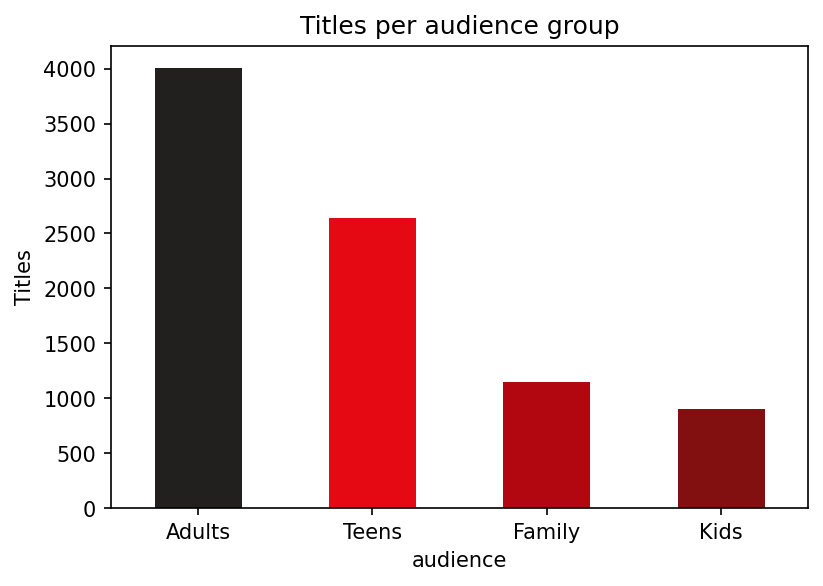 Titles per audience group
4000
3500
3000
2500
2000
1500
1000
500
0
Titles
Adults Teens Family Kids
audience